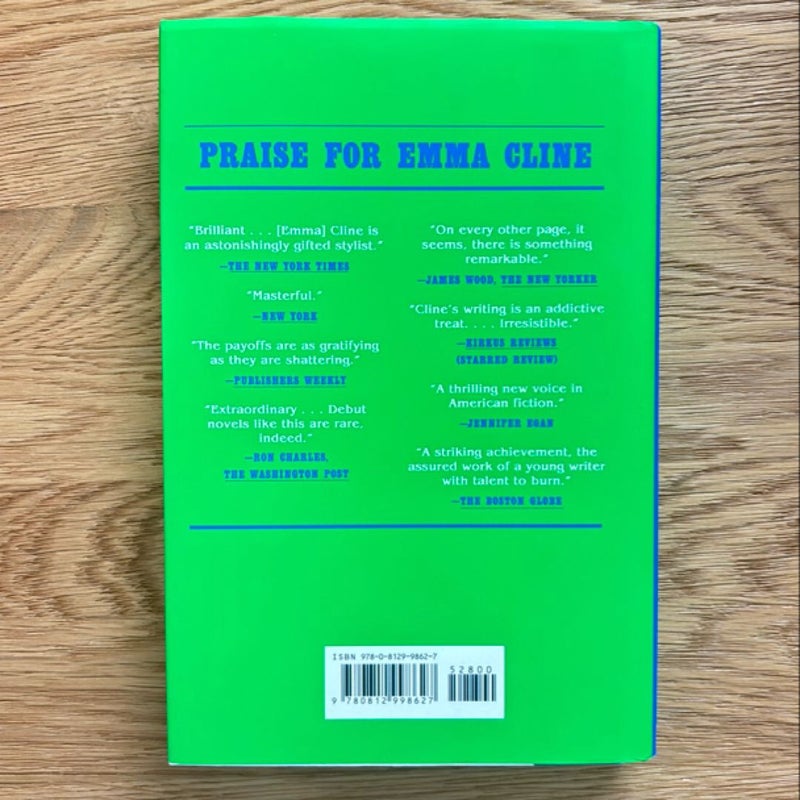 PRAISE FOR EMMA CLINE
“Brilliant . . . [Emma] Cline is
an astonishingly gifted stylist.”
—THE NEW YORK TIMES
“Masterful.”
—NEW YORK
“The payoffs are as gratifying
as they are shattering.”
—PUBLISHERS WEEKLY
“Extraordinary . . . Debut
novels like this are rare,
indeed.”
—RON CHARLES,
THE WASHINGTON POST
“On every other page, it
seems, there is something
remarkable.”
—JAMES WOOD, THE NEW YORKER
“Cline’s writing is an addictive
treat. . . . Irresistible.”
—KIRKUS REVIEWS
(STARRED REVIEW)
“A thrilling new voice in
American fiction.”
—JENNIFER EGAN
“A striking achievement, the
assured work of a young writer
with talent to burn.”
—THE BOSTON GLOBE
ISBN 978-0-8129-9862-7
52800
9 780812 998627